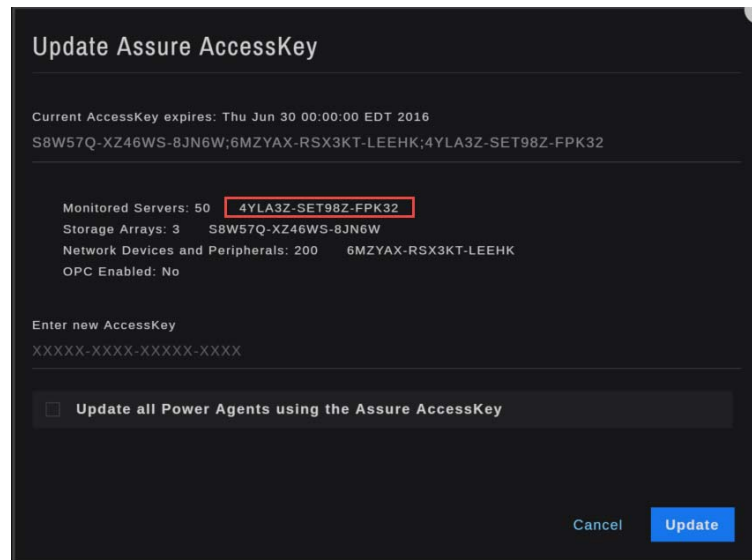 Update Assure AccessKey
Current AccessKey expires: Thu Jun 30 00:00:00 EDT 2016
S8W57Q-XZ46WS-8JN6W;6MZYAX-RSX3KT-LEEHK;4YLA3Z-SET98Z-FPK32
Monitored Servers: 50 4YLA3Z-SET98Z-FPK32
Storage Arrays: 3 S8W57Q-XZ46WS-8JN6W
Network Devices and Peripherals: 200 6MZYAX-RSX3KT-LEEHK
OPC Enabled: No
Enter new AccessKey
XXXXX-XXXX-XXXXX-XXXX
Update all Power Agents using the Assure AccessKey
Cancel Update